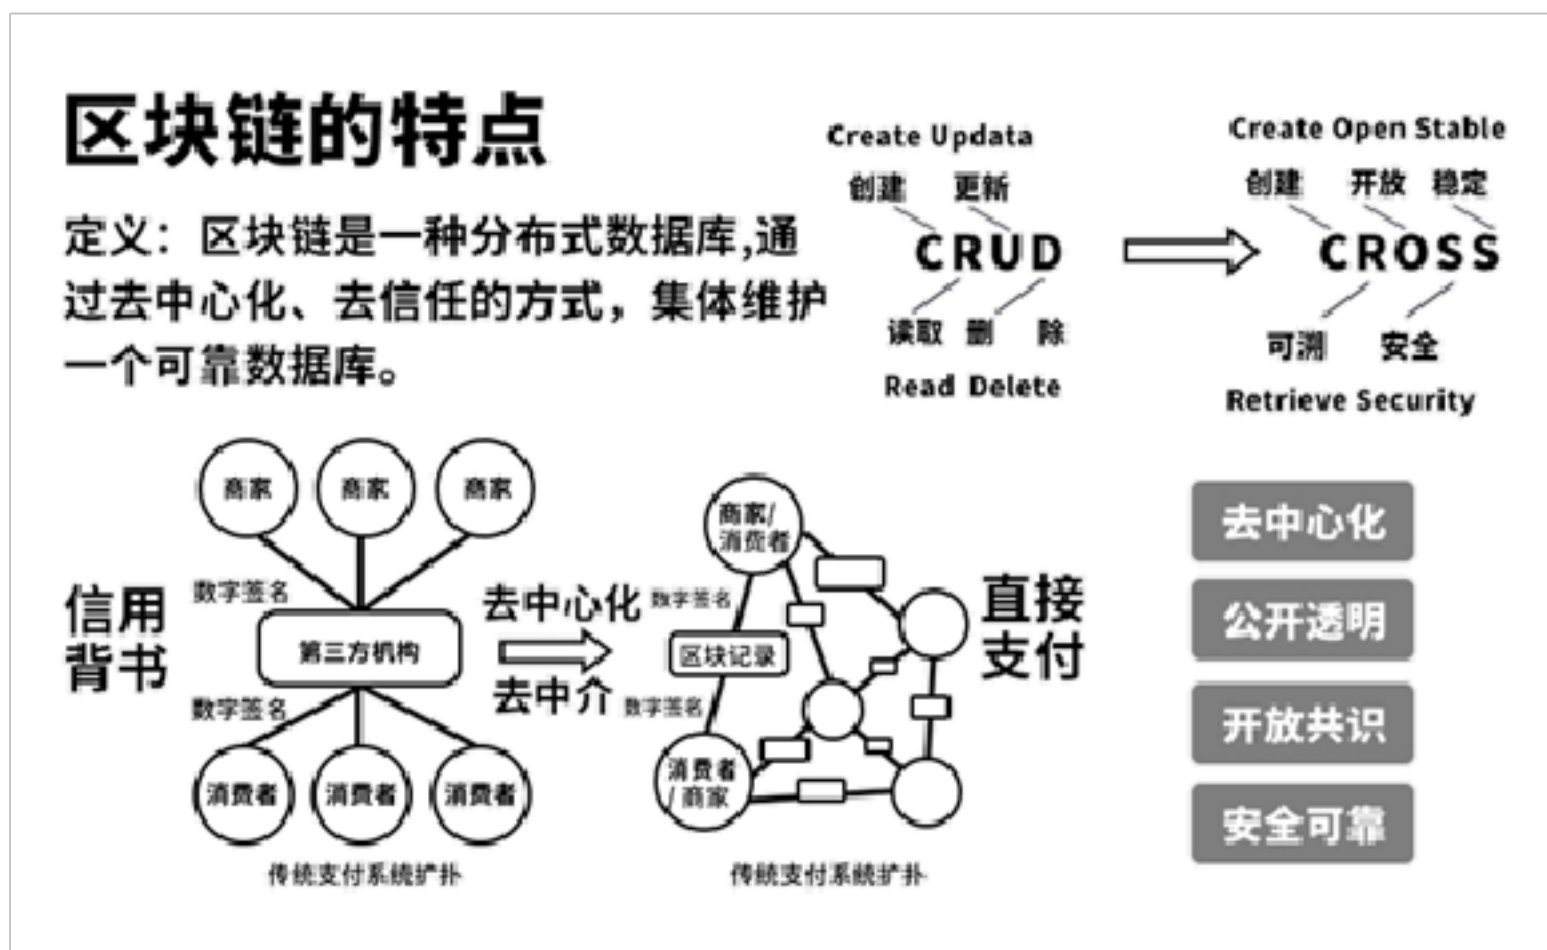 区块链的特点
定义：区块链是一种分布式数据库,通
过去中心化、去信任的方式，集体维护
一个可靠数据库。
Create Updata
创建 更新
CRUD
读取 删 除
Read Delete
Create Open Stable
创建 开放 稳定
CROSS
可溯 安全
Retrieve Security
商家 商家 商家
数字签名
信用
背书
第三方机构
数字签名
消费者 消费者 消费者
传统支付系统扩扑
去中心化
去中介
商家/
消费者
数字签名
区块记录
数字签名
消费者
/商家
直接
支付
传统支付系统扩扑
去中心化
公开透明
开放共识
安全可靠